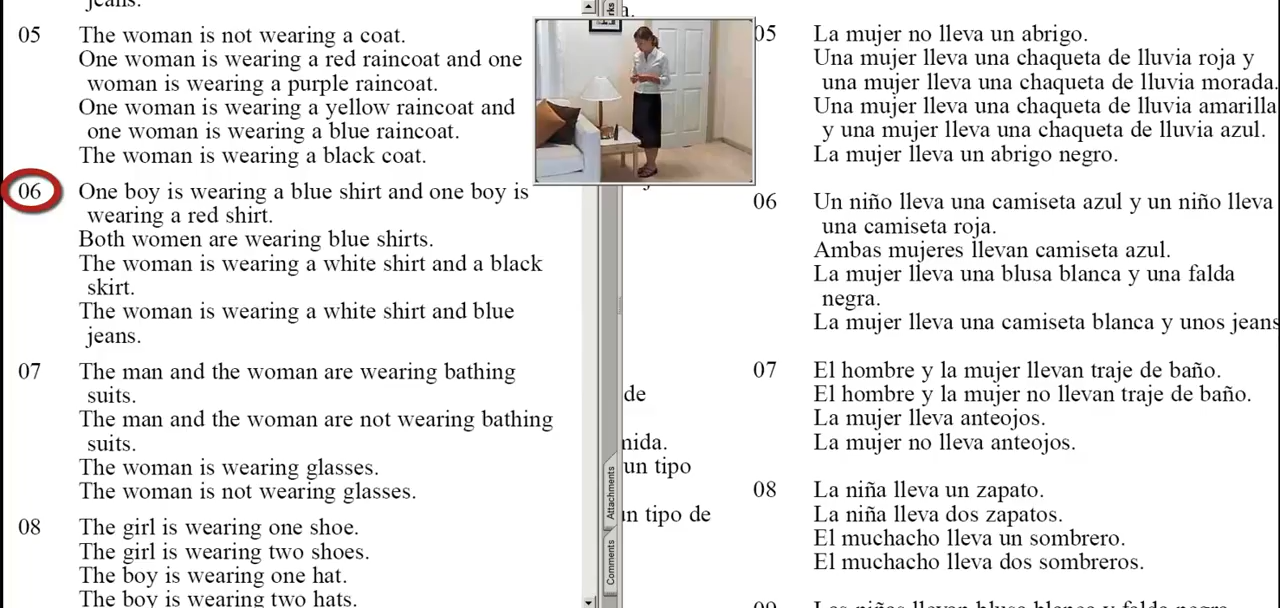 jeans.
05 The woman is not wearing a coat.
One woman is wearing a red raincoat and one
woman is wearing a purple raincoat.
One woman is wearing a yellow raincoat and
one woman is wearing a blue raincoat.
The woman is wearing a black coat.
06 One boy is wearing a blue shirt and one boy is
wearing a red shirt.
Both women are wearing blue shirts.
The woman is wearing a white shirt and a black
skirt.
The woman is wearing a white shirt and blue
jeans.
07 The man and the woman are wearing bathing
suits.
The man and the woman are not wearing bathing
suits.
The woman is wearing glasses.
The woman is not wearing glasses.
08 The girl is wearing one shoe.
The girl is wearing two shoes.
The boy is wearing one hat.
The boy is wearing two hats.
rks
Attachments
Comments
a.
de
mida.
un tipo
un tipo de
05 La mujer no lleva un abrigo.
Una mujer lleva una chaqueta de lluvia roja y
una mujer lleva una chaqueta de lluvia morada.
Una mujer lleva una chaqueta de lluvia amarilla
y una mujer lleva una chaqueta de lluvia azul.
La mujer lleva un abrigo negro.
06 Un niño lleva una camiseta azul y un niño lleva
una camiseta roja.
Ambas mujeres llevan camiseta azul.
La mujer lleva una blusa blanca y una falda
negra.
La mujer lleva una camiseta blanca y unos jeans
07 El hombre y la mujer llevan traje de baño.
El hombre y la mujer no llevan traje de baño.
La mujer lleva anteojos.
La mujer no lleva anteojos.
08 La niña lleva un zapato.
La niña lleva dos zapatos.
El muchacho lleva un sombrero.
El muchacho lleva dos sombreros.
09 Las niñas llevan blusa blanca y falda negra